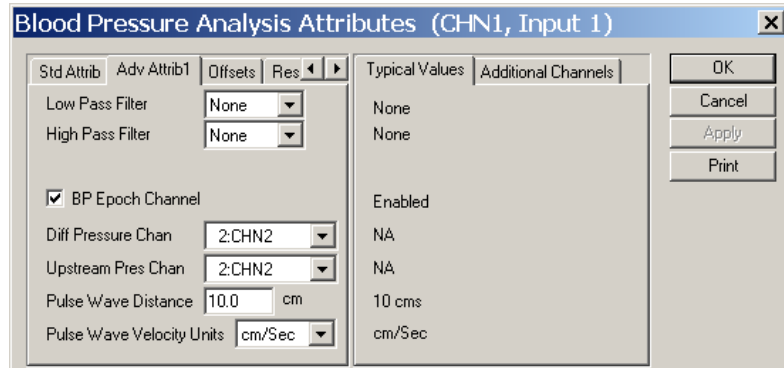 Blood Pressure Analysis Attributes (CHN1, Input 1)
Std Attrib Adv Attrib1 Offsets Res
Typical Values Additional Channels
OK
Cancel
Apply
Print
Low Pass Filter None None
High Pass Filter None None
BP Epoch Channel Enabled
Diff Pressure Chan 2:CHN2 NA
Upstream Pres Chan 2:CHN2 NA
Pulse Wave Distance 10.0 cm 10 cms
Pulse Wave Velocity Units cm/Sec cm/Sec